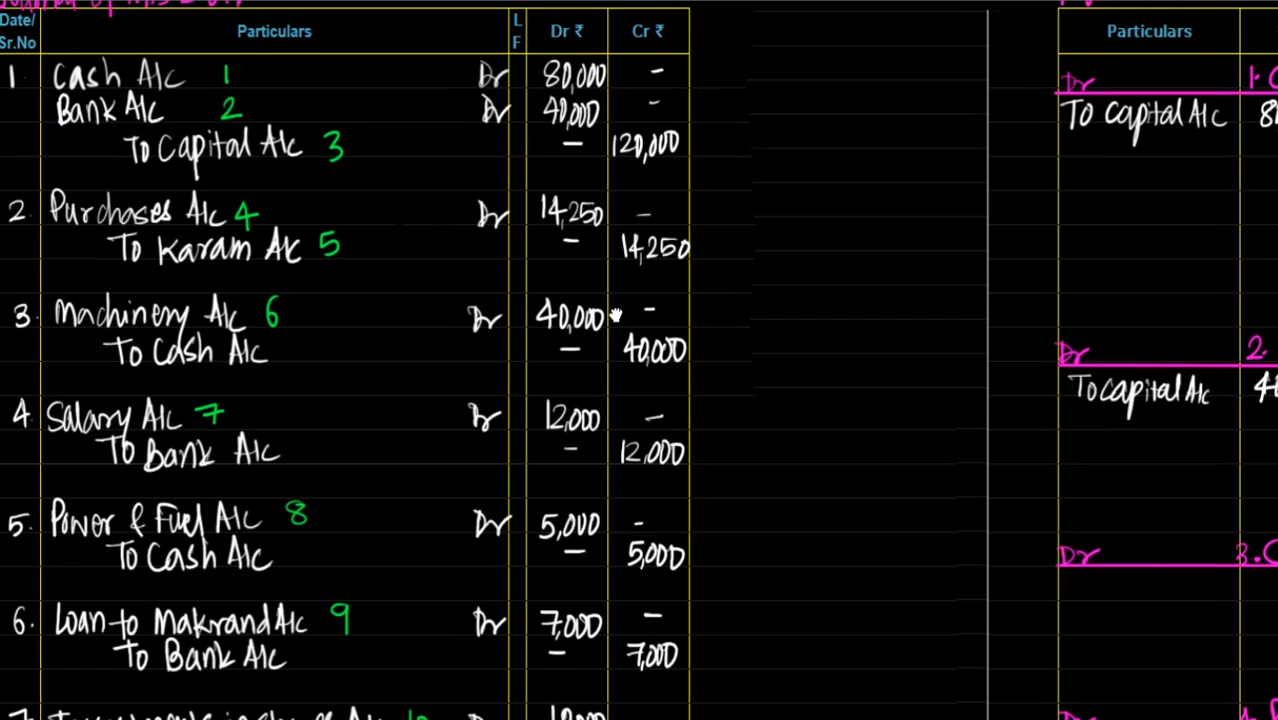 Date/ Sr.No Particulars L F Dr ₹ Cr ₹
1 Cash A/c 1 Dr 80,000 -
Bank A/c 2 Dr 40,000 -
To Capital A/c 3 - 120,000
2. Purchases A/c 4 Dr 14,250 -
To Karam A/c 5 - 14,250
3. Machinery A/c 6 Dr 40,000 -
To Cash A/c - 40,000
4. Salary A/c 7 Dr 12,000 -
To Bank A/c - 12,000
5. Power & Fuel A/c 8 Dr 5,000 -
To Cash A/c - 5,000
6. Loan to Makrand A/c 9 Dr 7,000 -
To Bank A/c - 7,000
Particulars
Dr 1.
To Capital A/c
Dr 2.
To Capital A/c
Dr 3.